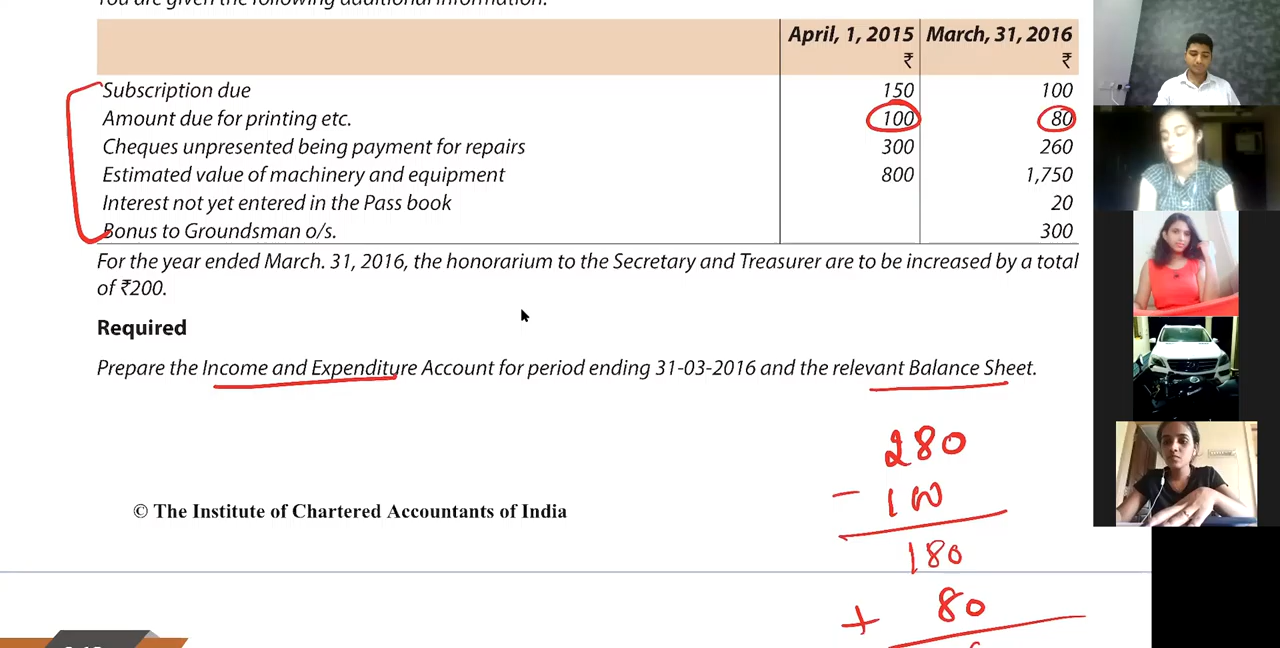 You are given the following additional information:
April, 1, 2015 March, 31, 2016
₹ ₹
Subscription due 150 100
Amount due for printing etc. 100 80
Cheques unpresented being payment for repairs 300 260
Estimated value of machinery and equipment 800 1,750
Interest not yet entered in the Pass book 20
Bonus to Groundsman o/s. 300
For the year ended March. 31, 2016, the honorarium to the Secretary and Treasurer are to be increased by a total
of ₹200.
Required
Prepare the Income and Expenditure Account for period ending 31-03-2016 and the relevant Balance Sheet.
280
- 100
© The Institute of Chartered Accountants of India
180
+ 80